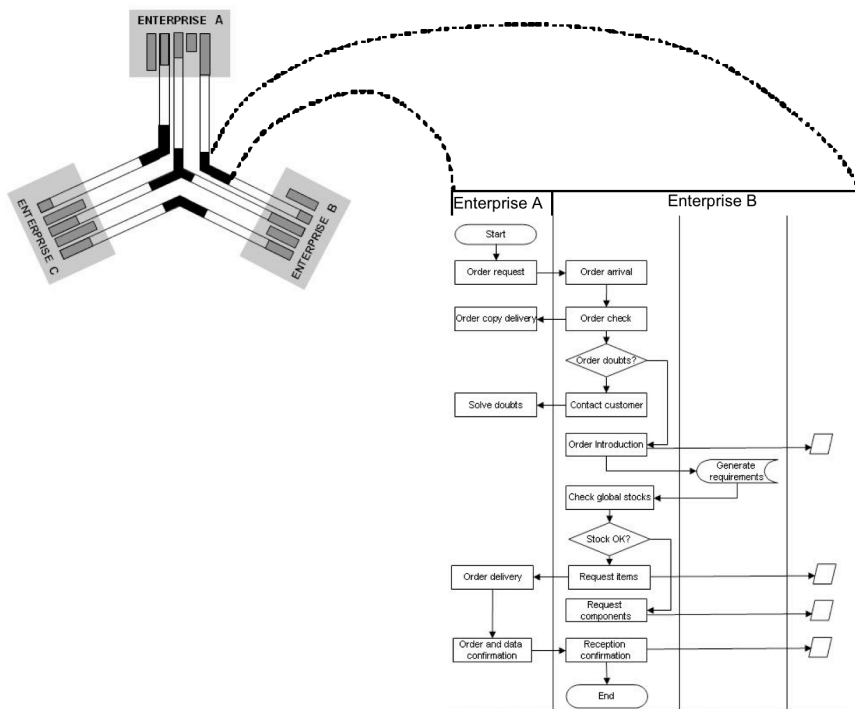 ENTERPRISE A
ENTERPRISE C
ENTERPRISE B
Enterprise A
Enterprise B
Start
Order request
Order arrival
Order copy delivery
Order check
Order doubts?
Solve doubts
Contact customer
Order Introduction
Generate
requirements
Check global stocks
Stock OK?
Order delivery
Request items
Request
components
Order and data
confirmation
Reception
confirmation
End